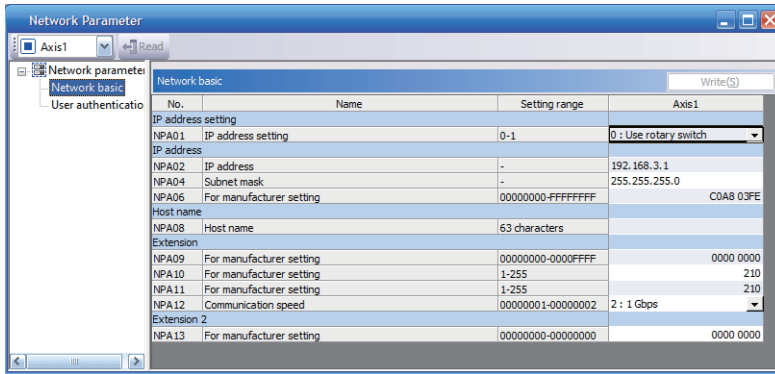 Network Parameter
Axis1 Read
Network parameter
Network basic
User authenticatio
Network basic Write(S)
No. Name Setting range Axis1
IP address setting
NPA01 IP address setting 0-1 0 : Use rotary switch
IP address
NPA02 IP address - 192.168.3.1
NPA04 Subnet mask - 255.255.255.0
NPA06 For manufacturer setting 00000000-FFFFFFFF C0A8 03FE
Host name
NPA08 Host name 63 characters
Extension
NPA09 For manufacturer setting 00000000-0000FFFF 0000 0000
NPA10 For manufacturer setting 1-255 210
NPA11 For manufacturer setting 1-255 210
NPA12 Communication speed 00000001-00000002 2 : 1 Gbps
Extension 2
NPA13 For manufacturer setting 00000000-00000000 0000 0000